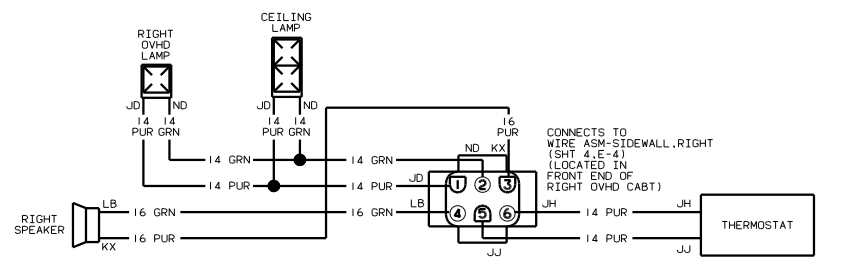 CEILING
LAMP
RIGHT
OVHD
LAMP
JD ND JD ND
14 14 14 14 16
PUR GRN PUR GRN PUR
CONNECTS TO
WIRE ASM-SIDEWALL,RIGHT
(SHT 4,E-4)
(LOCATED IN
FRONT END OF
RIGHT OVHD CABT)
ND KX
14 GRN 14 GRN
14 PUR 14 PUR JD 1 2 3
RIGHT
SPEAKER
LB 16 GRN 16 GRN LB 4 5 6 JH 14 PUR JH
THERMOSTAT
KX 16 PUR 14 PUR JJ
JJ